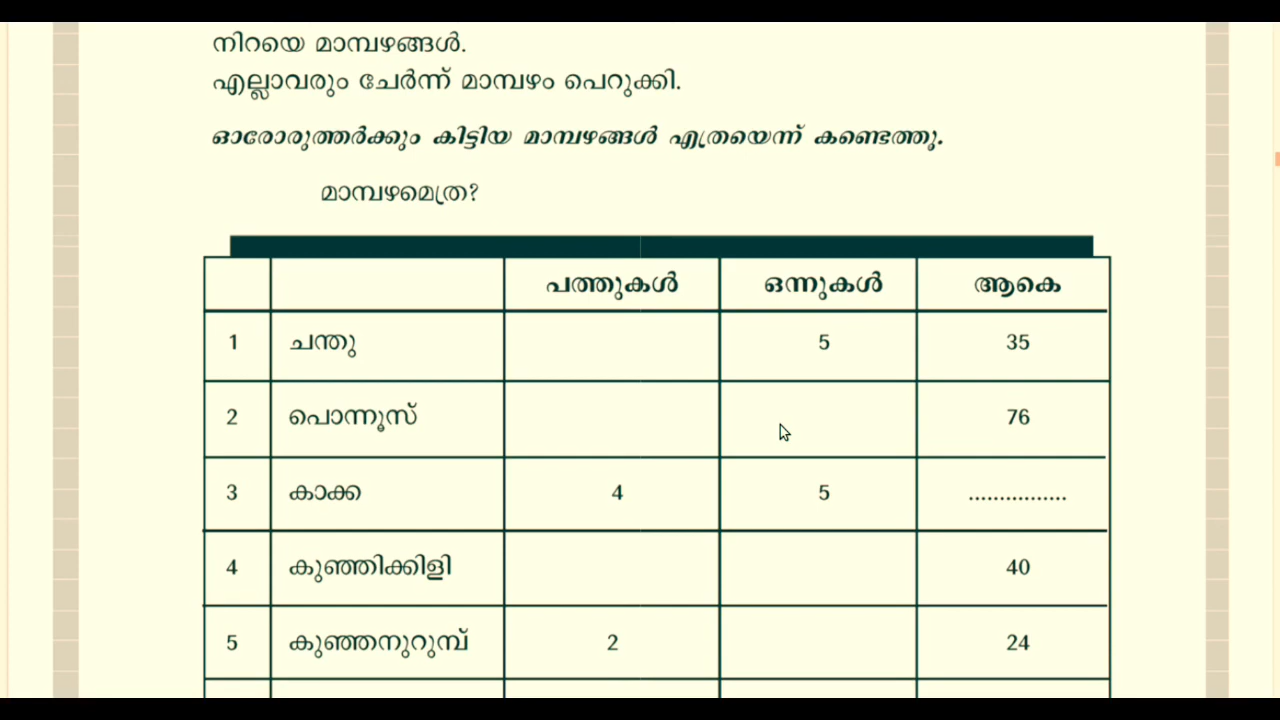 നിറയെ മാമ്പഴങ്ങൾ.
എല്ലാവരും ചേർന്ന് മാമ്പഴം പെറുക്കി.
ഓരോരുത്തർക്കും കിട്ടിയ മാമ്പഴങ്ങൾ എത്രയെന്ന് കണ്ടെത്തൂ.
മാമ്പഴമെത്ര?
പത്തുകൾ ഒന്നുകൾ ആകെ
1 ചന്തു 5 35
2 പൊന്നൂസ് 76
3 കാക്ക 4 5 ................
4 കുഞ്ഞിക്കിളി 40
5 കുഞ്ഞനുറുമ്പ് 2 24